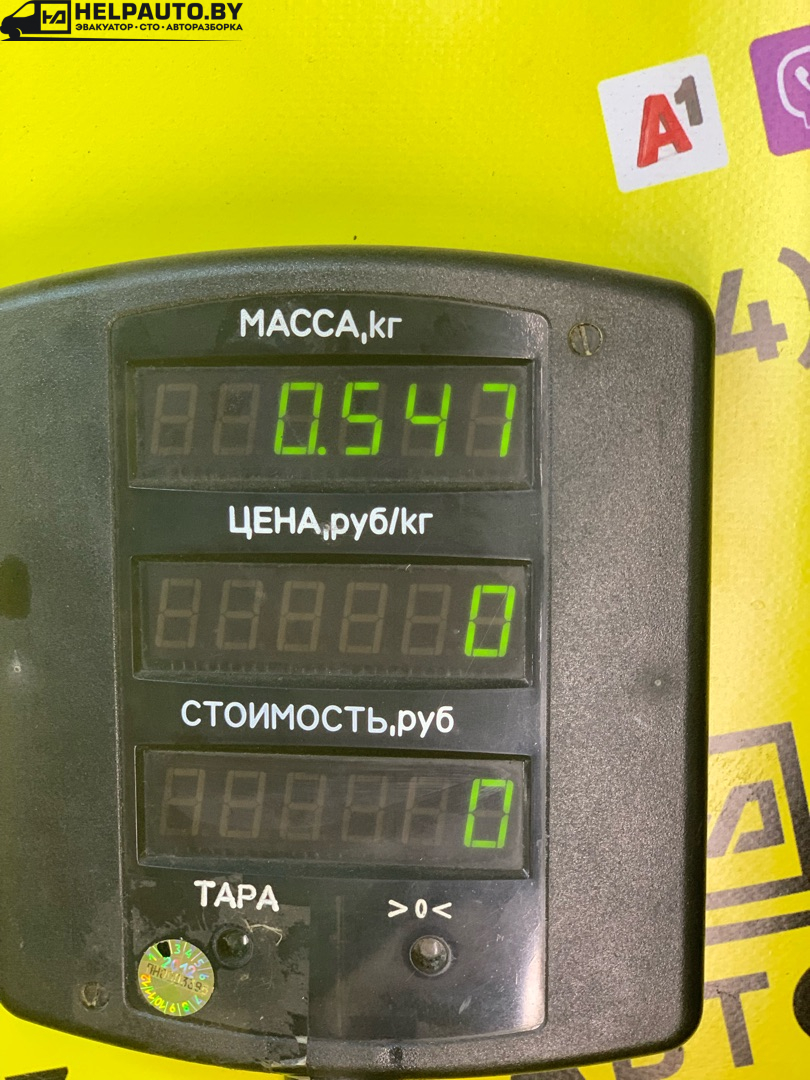 HELPAUTO.BY
ЭВАКУАТОР • СТО • АВТОРАЗБОРКА
A1
4)
МАССА,кг
0.547
ЦЕНА,руб/кг
0
СТОИМОСТЬ,руб
0
ТАРА
>0<